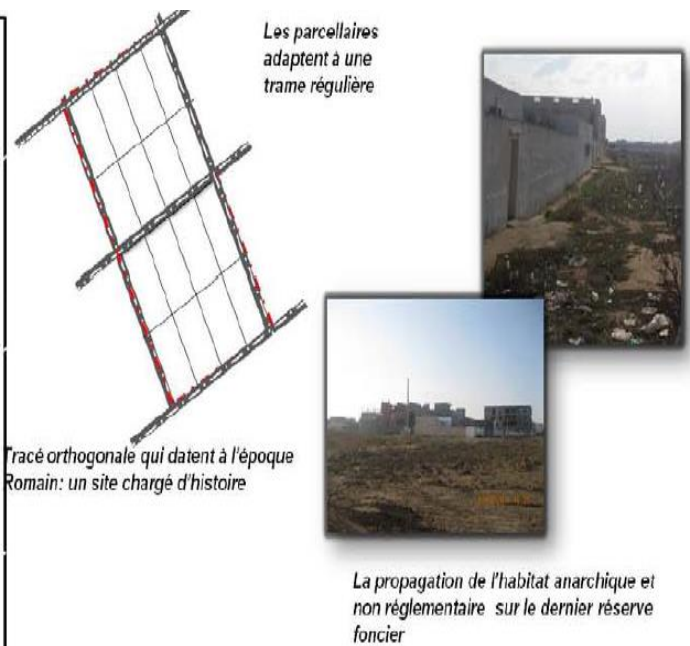 Les parcellaires
adaptent à une
trame régulière
Tracé orthogonale qui datent à l'époque
Romain: un site chargé d'histoire
La propagation de l'habitat anarchique et
non réglementaire sur le dernier réserve
foncier